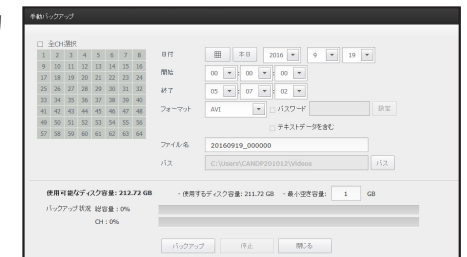 手動バックアップ
全CH選択
1 2 3 4 5 6 7 8
9 10 11 12 13 14 15 16
17 18 19 20 21 22 23 24
25 26 27 28 29 30 31 32
33 34 35 36 37 38 39 40
41 42 43 44 45 46 47 48
49 50 51 52 53 54 55 56
57 58 59 60 61 62 63 64
日付 本日 2016 9 19
開始 00 : 00 : 00
終了 05 : 07 : 02
フォーマット AVI パスワード 設定
テキストデータを含む
ファイル名 20160919_000000
パス C:\Users\CANDP201012\Videos パス
使用可能なディスク容量: 212.72 GB ・使用するディスク容量: 211.72 GB ・最小空き容量: 1 GB
バックアップ状況 総容量 : 0%
CH : 0%
バックアップ 停止 閉じる